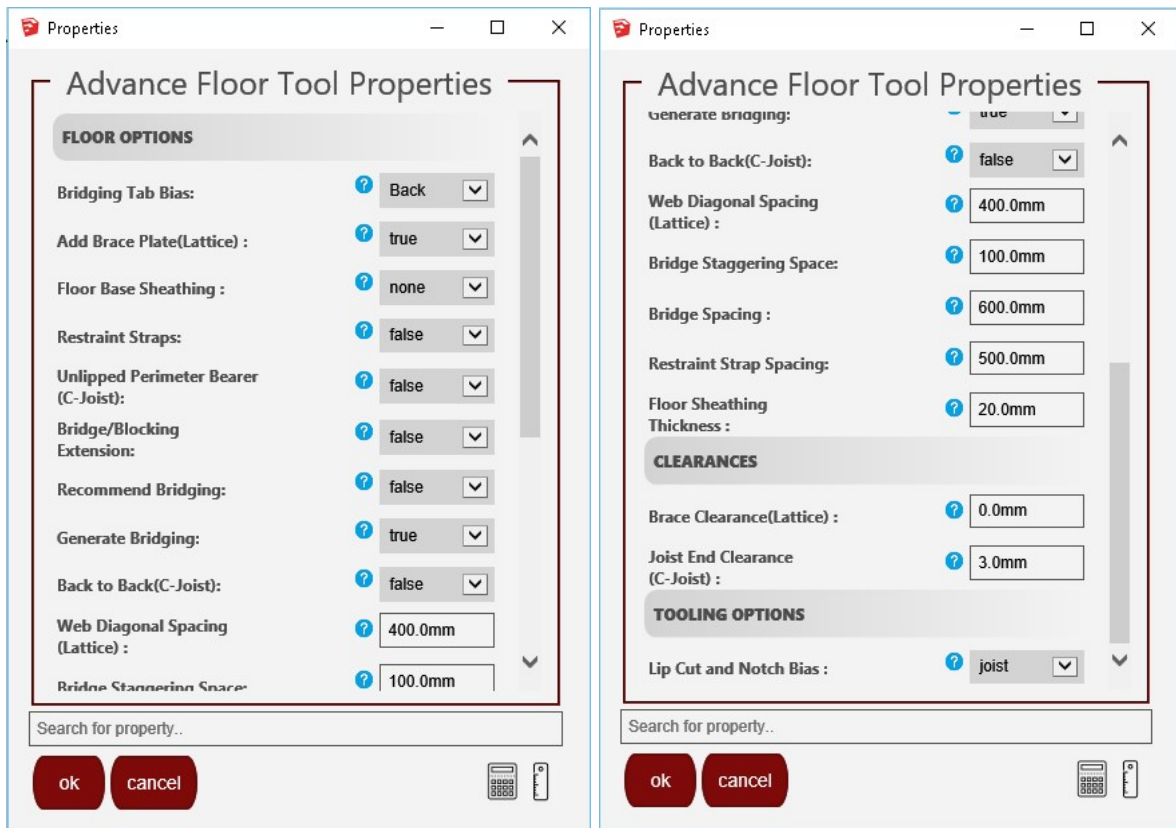 Properties
Advance Floor Tool Properties
FLOOR OPTIONS
Bridging Tab Bias: ? Back
Add Brace Plate(Lattice) : ? true
Floor Base Sheathing : ? none
Restraint Straps: ? false
Unlipped Perimeter Bearer
(C-Joist): ? false
Bridge/Blocking
Extension: ? false
Recommend Bridging: ? false
Generate Bridging: ? true
Back to Back(C-Joist): ? false
Web Diagonal Spacing
(Lattice) : ? 400.0mm
Bridge Staggering Space: ? 100.0mm
Search for property..
ok cancel
Properties
Advance Floor Tool Properties
Generate Bridging: ? true
Back to Back(C-Joist): ? false
Web Diagonal Spacing
(Lattice) : ? 400.0mm
Bridge Staggering Space: ? 100.0mm
Bridge Spacing : ? 600.0mm
Restraint Strap Spacing: ? 500.0mm
Floor Sheathing
Thickness : ? 20.0mm
CLEARANCES
Brace Clearance(Lattice) : ? 0.0mm
Joist End Clearance
(C-Joist) : ? 3.0mm
TOOLING OPTIONS
Lip Cut and Notch Bias : ? joist
Search for property..
ok cancel